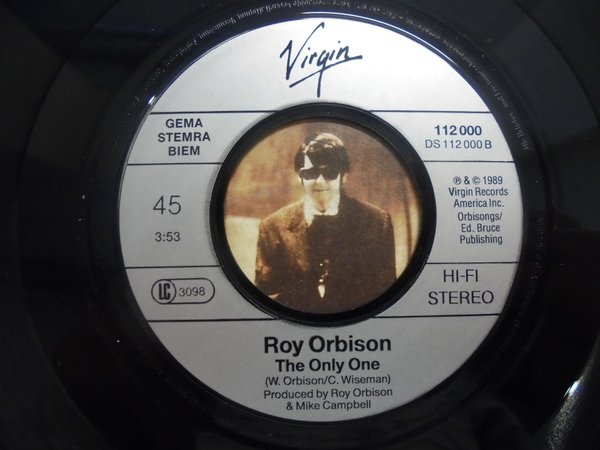 Virgin
GEMA
STEMRA
BIEM
112 000
DS 112 000 B
45
3:53
℗ & © 1989
Virgin Records
America Inc.
Orbisongs/
Ed. Bruce
Publishing
LC 3098
HI-FI
STEREO
Roy Orbison
The Only One
(W. Orbison/C. Wiseman)
Produced by Roy Orbison
& Mike Campbell